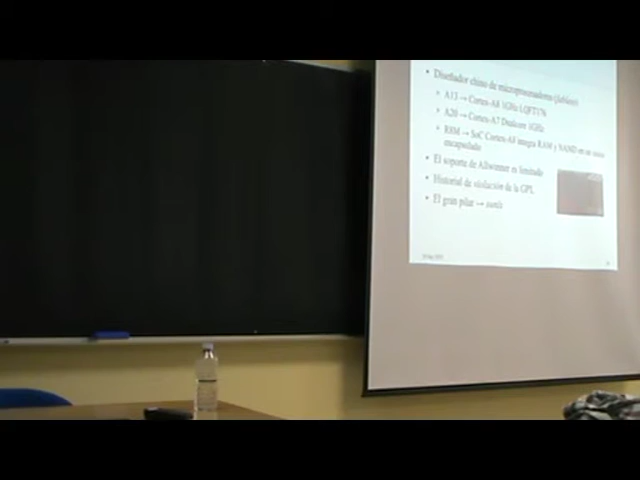 • Diseñador chino de microprocesadores (fabless)
• A13 → Cortex-A8 1GHz LQFP176
• A20 → Cortex-A7 Dualcore 1GHz
• R8M → SoC Cortex-A8 integra RAM y NAND en un
encapsulado
• El soporte de Allwinner es limitado
• Historial de violación de la GPL
• El gran pilar → sunxi